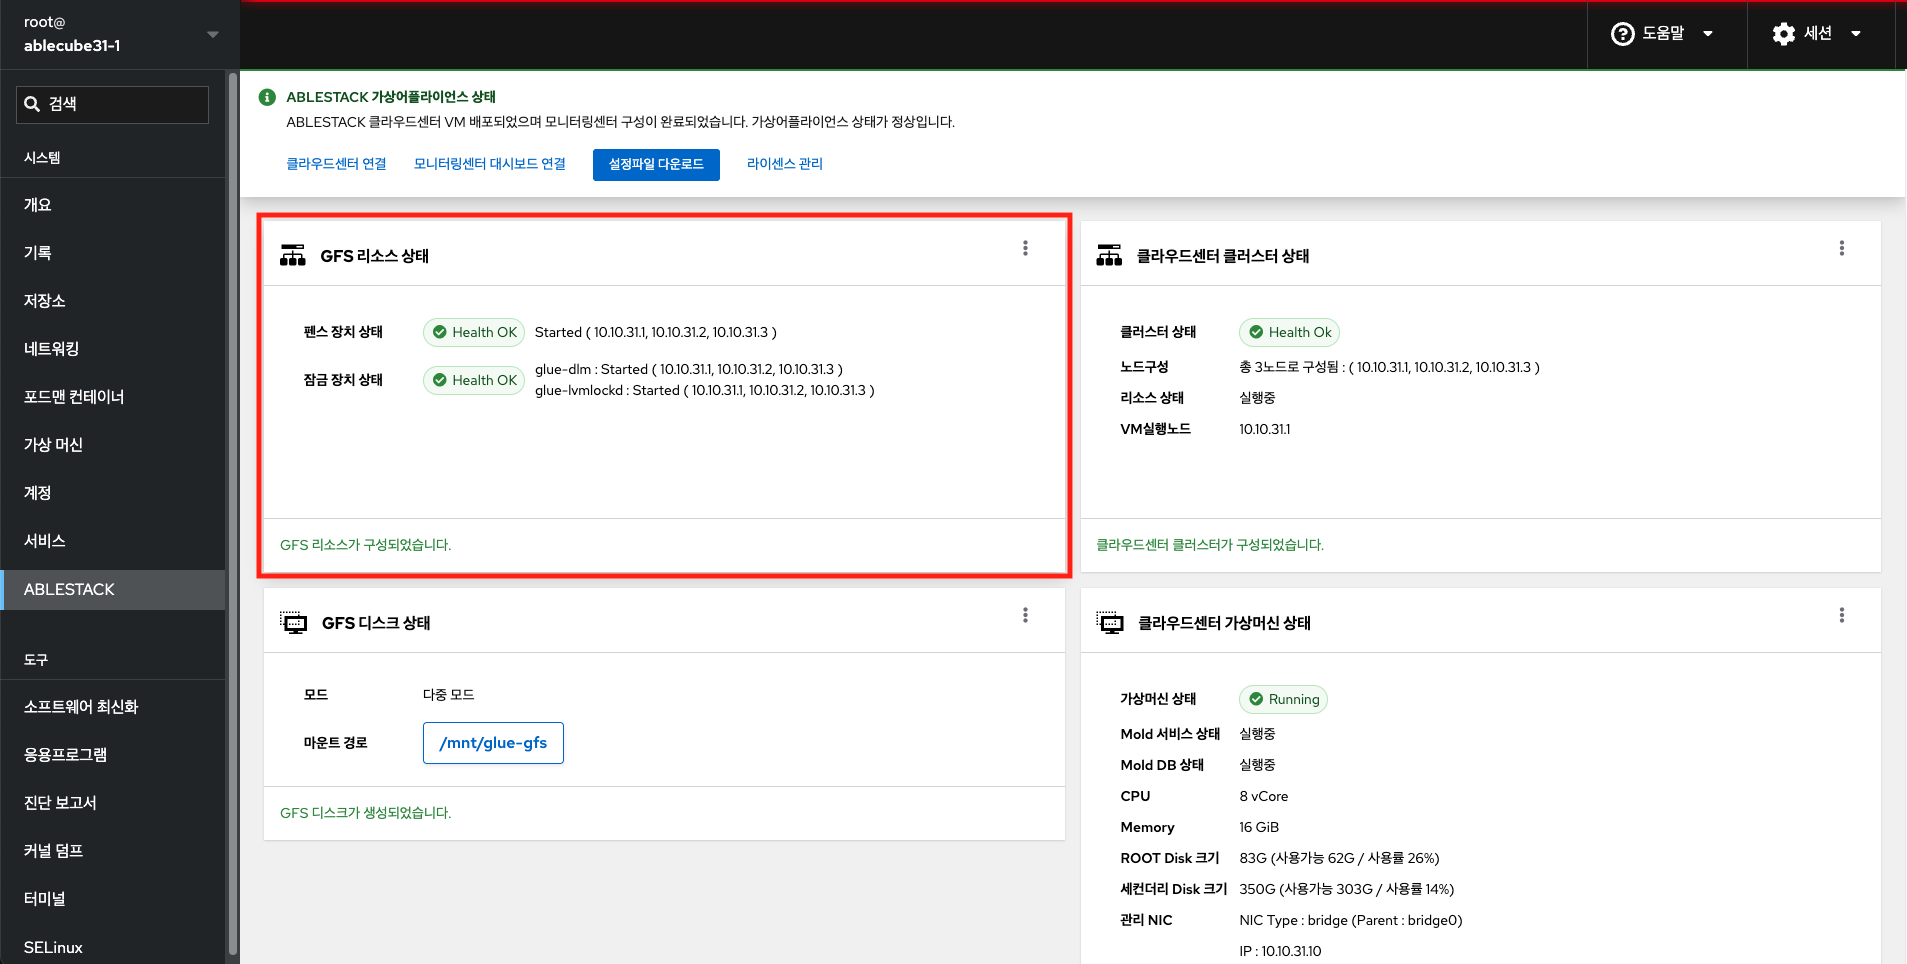 root@
ablecube31-1
도움말
세션
검색
시스템
개요
기록
저장소
네트워킹
포드맨 컨테이너
가상 머신
계정
서비스
ABLESTACK
도구
소프트웨어 최신화
응용프로그램
진단 보고서
커널 덤프
터미널
SELinux
ABLESTACK 가상어플라이언스 상태
ABLESTACK 클라우드센터 VM 배포되었으며 모니터링센터 구성이 완료되었습니다. 가상어플라이언스 상태가 정상입니다.
클라우드센터 연결 모니터링센터 대시보드 연결 설정파일 다운로드 라이센스 관리
GFS 리소스 상태
펜스 장치 상태 Health OK Started ( 10.10.31.1, 10.10.31.2, 10.10.31.3 )
잠금 장치 상태 Health OK glue-dlm : Started ( 10.10.31.1, 10.10.31.2, 10.10.31.3 )
glue-lvmlockd : Started ( 10.10.31.1, 10.10.31.2, 10.10.31.3 )
GFS 리소스가 구성되었습니다.
클라우드센터 클러스터 상태
클러스터 상태 Health Ok
노드구성 총 3노드로 구성됨 : ( 10.10.31.1, 10.10.31.2, 10.10.31.3 )
리소스 상태 실행중
VM실행노드 10.10.31.1
클라우드센터 클러스터가 구성되었습니다.
GFS 디스크 상태
모드 다중 모드
마운트 경로 /mnt/glue-gfs
GFS 디스크가 생성되었습니다.
클라우드센터 가상머신 상태
가상머신 상태 Running
Mold 서비스 상태 실행중
Mold DB 상태 실행중
CPU 8 vCore
Memory 16 GiB
ROOT Disk 크기 83G (사용가능 62G / 사용률 26%)
세컨더리 Disk 크기 350G (사용가능 303G / 사용률 14%)
관리 NIC NIC Type : bridge (Parent : bridge0)
IP : 10.10.31.10